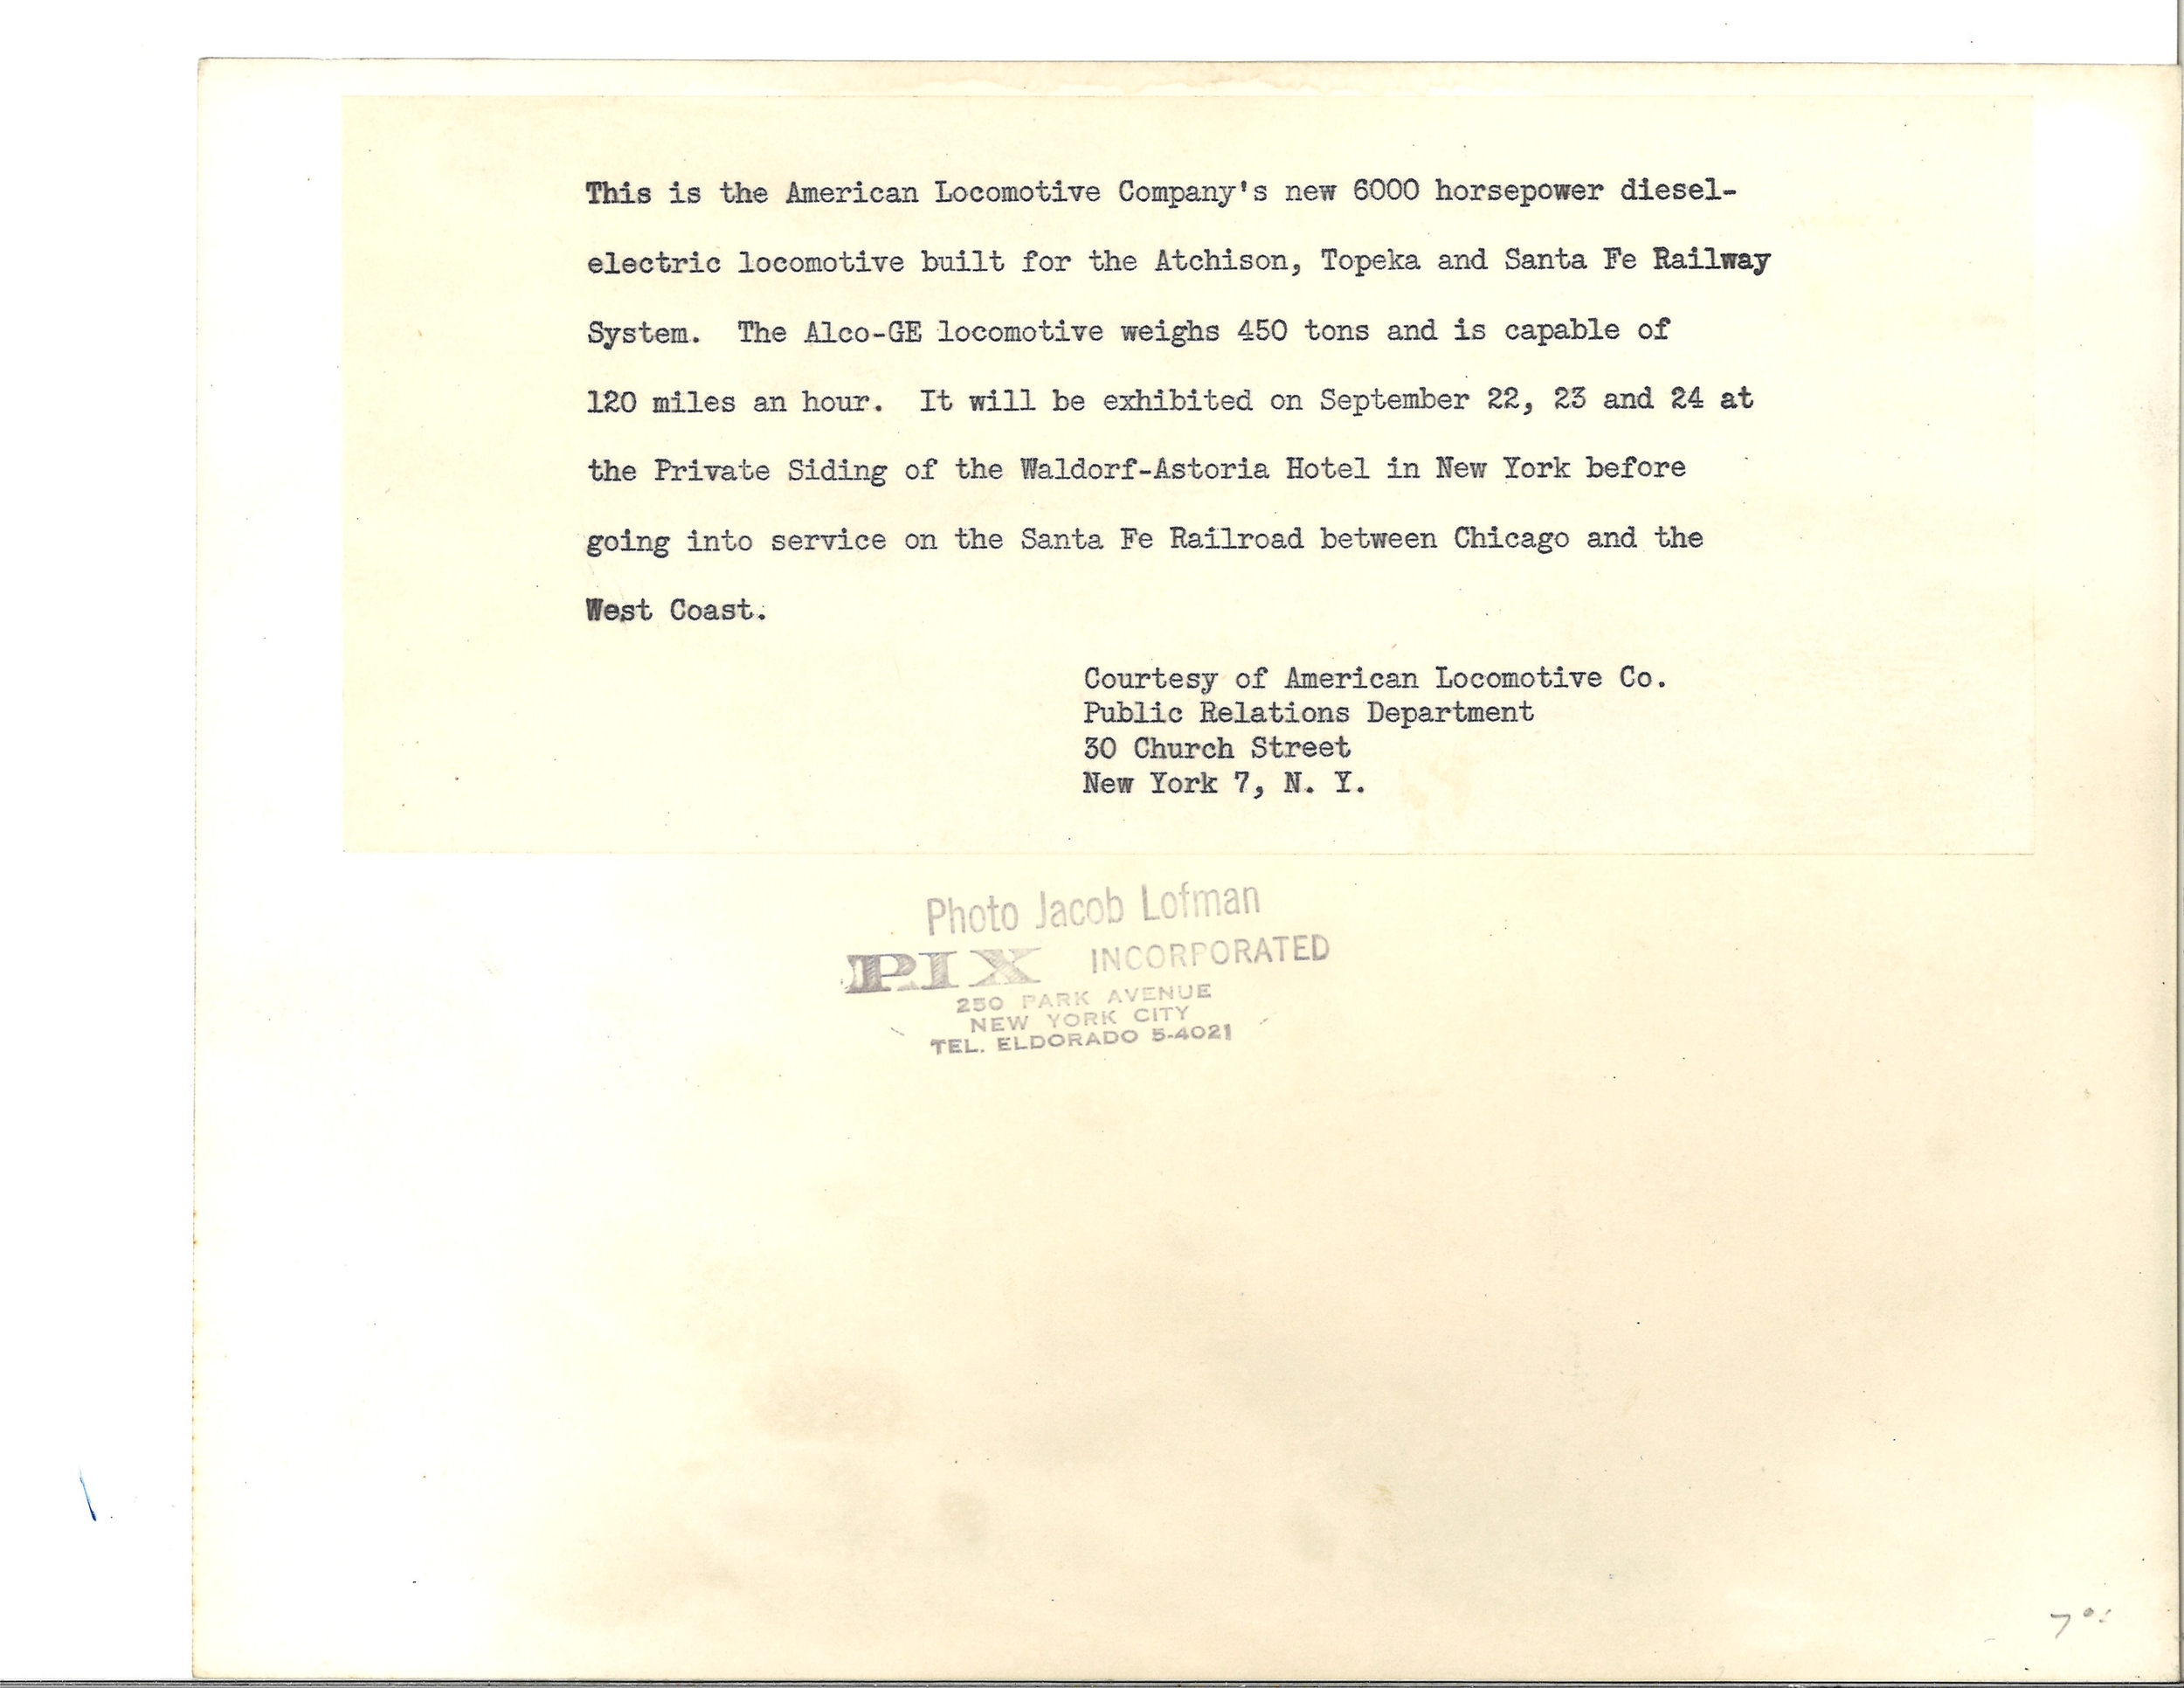 This is the American Locomotive Company's new 6000 horsepower diesel-
electric locomotive built for the Atchison, Topeka and Santa Fe Railway
System. The Alco-GE locomotive weighs 450 tons and is capable of
120 miles an hour. It will be exhibited on September 22, 23 and 24 at
the Private Siding of the Waldorf-Astoria Hotel in New York before
going into service on the Santa Fe Railroad between Chicago and the
West Coast.
Courtesy of American Locomotive Co.
Public Relations Department
30 Church Street
New York 7, N. Y.
Photo Jacob Lofman
PIX INCORPORATED
250 PARK AVENUE
NEW YORK CITY
TEL. ELDORADO 5-4021